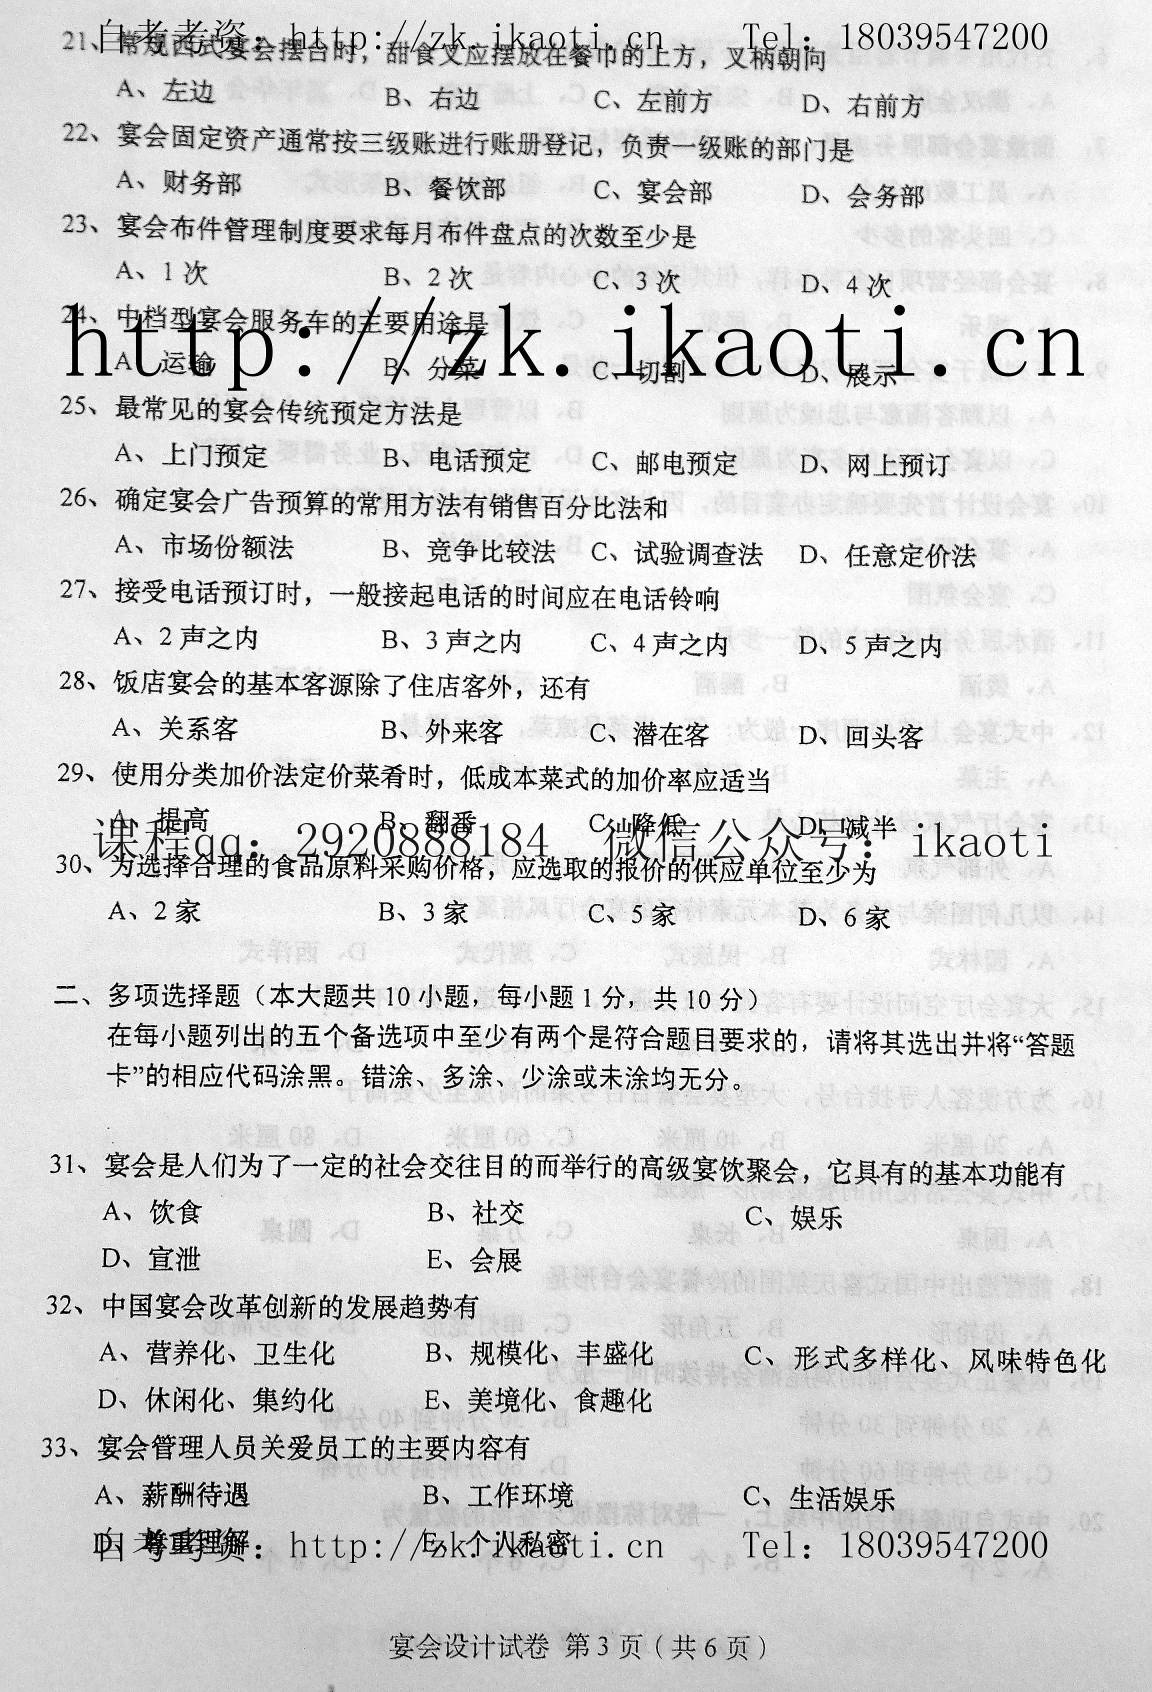 自考考资：http://zk.ikaoti.cn Tel：18039547200
21、常规西式宴会摆台时，甜食叉应摆放在餐巾的上方，叉柄朝向
A、左边 B、右边 C、左前方 D、右前方
22、宴会固定资产通常按三级账进行账册登记，负责一级账的部门是
A、财务部 B、餐饮部 C、宴会部 D、会务部
23、宴会布件管理制度要求每月布件盘点的次数至少是
A、1次 B、2次 C、3次 D、4次
24、中档型宴会服务车的主要用途是
http://zk.ikaoti.cn
A、运输 B、分菜 C、切割 D、展示
25、最常见的宴会传统预定方法是
A、上门预定 B、电话预定 C、邮电预定 D、网上预订
26、确定宴会广告预算的常用方法有销售百分比法和
A、市场份额法 B、竞争比较法 C、试验调查法 D、任意定价法
27、接受电话预订时，一般接起电话的时间应在电话铃响
A、2声之内 B、3声之内 C、4声之内 D、5声之内
28、饭店宴会的基本客源除了住店客外，还有
A、关系客 B、外来客 C、潜在客 D、回头客
29、使用分类加价法定价菜肴时，低成本菜式的加价率应适当
A、提高 B、翻番 C、降低 D、减半
课程qq：2920888184 微信公众号：ikaoti
30、为选择合理的食品原料采购价格，应选取的报价的供应单位至少为
A、2家 B、3家 C、5家 D、6家
二、多项选择题（本大题共10小题，每小题1分，共10分）
在每小题列出的五个备选项中至少有两个是符合题目要求的，请将其选出并将“答题
卡”的相应代码涂黑。错涂、多涂、少涂或未涂均无分。
31、宴会是人们为了一定的社会交往目的而举行的高级宴饮聚会，它具有的基本功能有
A、饮食 B、社交 C、娱乐
D、宣泄 E、会展
32、中国宴会改革创新的发展趋势有
A、营养化、卫生化 B、规模化、丰盛化 C、形式多样化、风味特色化
D、休闲化、集约化 E、美境化、食趣化
33、宴会管理人员关爱员工的主要内容有
A、薪酬待遇 B、工作环境 C、生活娱乐
D、尊重理解 E、个人私密
自考考资：http://zk.ikaoti.cn Tel：18039547200
宴会设计试卷 第3页（共6页）